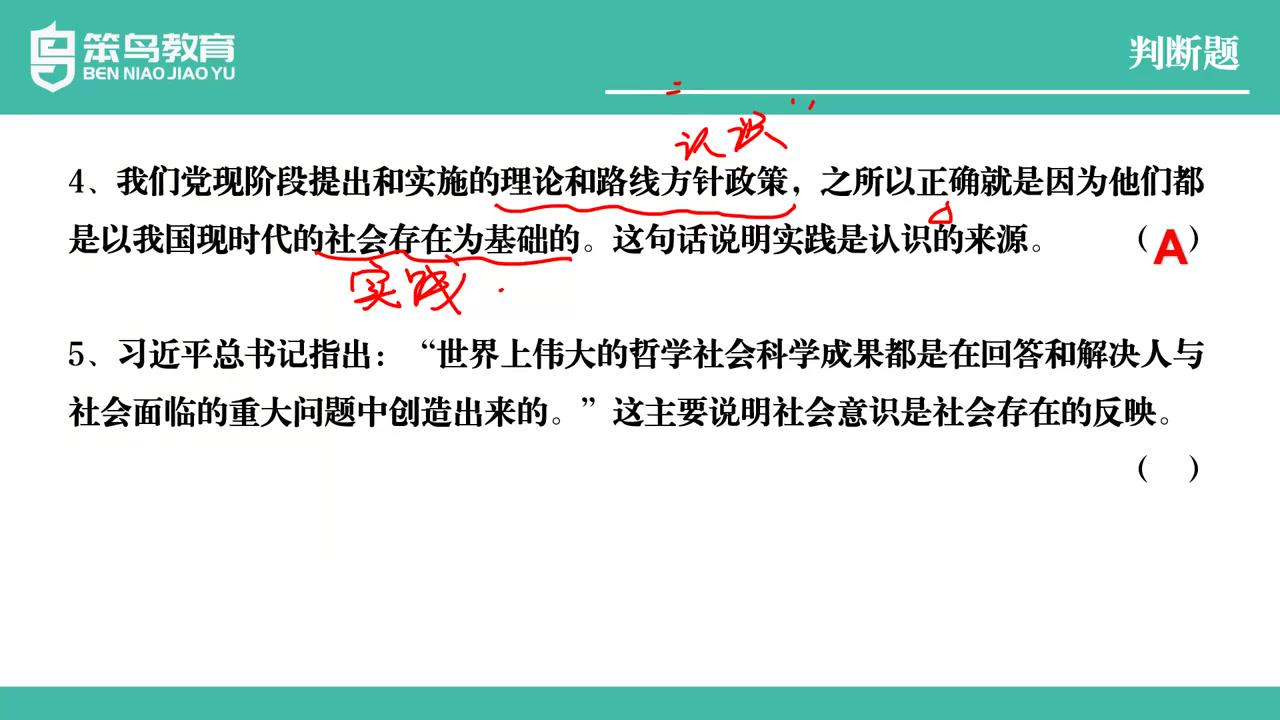 笨鸟教育
BEN NIAO JIAO YU
判断题
认识
4、我们党现阶段提出和实施的理论和路线方针政策，之所以正确就是因为他们都
是以我国现时代的社会存在为基础的。这句话说明实践是认识的来源。 （A）
实践
5、习近平总书记指出：“世界上伟大的哲学社会科学成果都是在回答和解决人与
社会面临的重大问题中创造出来的。”这主要说明社会意识是社会存在的反映。
（ ）